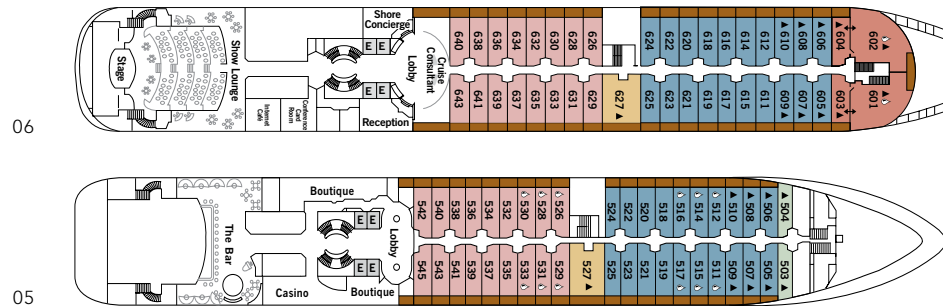 06
Stage
Show Lounge
Internet
Café
Conference
Card
Room
Shore
Concierge
E E
E E
Reception
Lobby
Cruise
Consultant
640 638 636 634 632 630 628 626 624 622 620 618 616 614 612 610 608 606 604 602
643 641 639 637 635 633 631 629 627 625 623 621 619 617 615 611 609 607 605 603 601
05
The Bar
Boutique
E E
E E
Casino
Boutique
Lobby
542 540 538 536 534 532 530 528 526 524 522 520 518 516 514 512 510 508 506 504
545 543 541 539 537 535 533 531 529 527 525 523 521 519 517 515 511 509 507 505 503